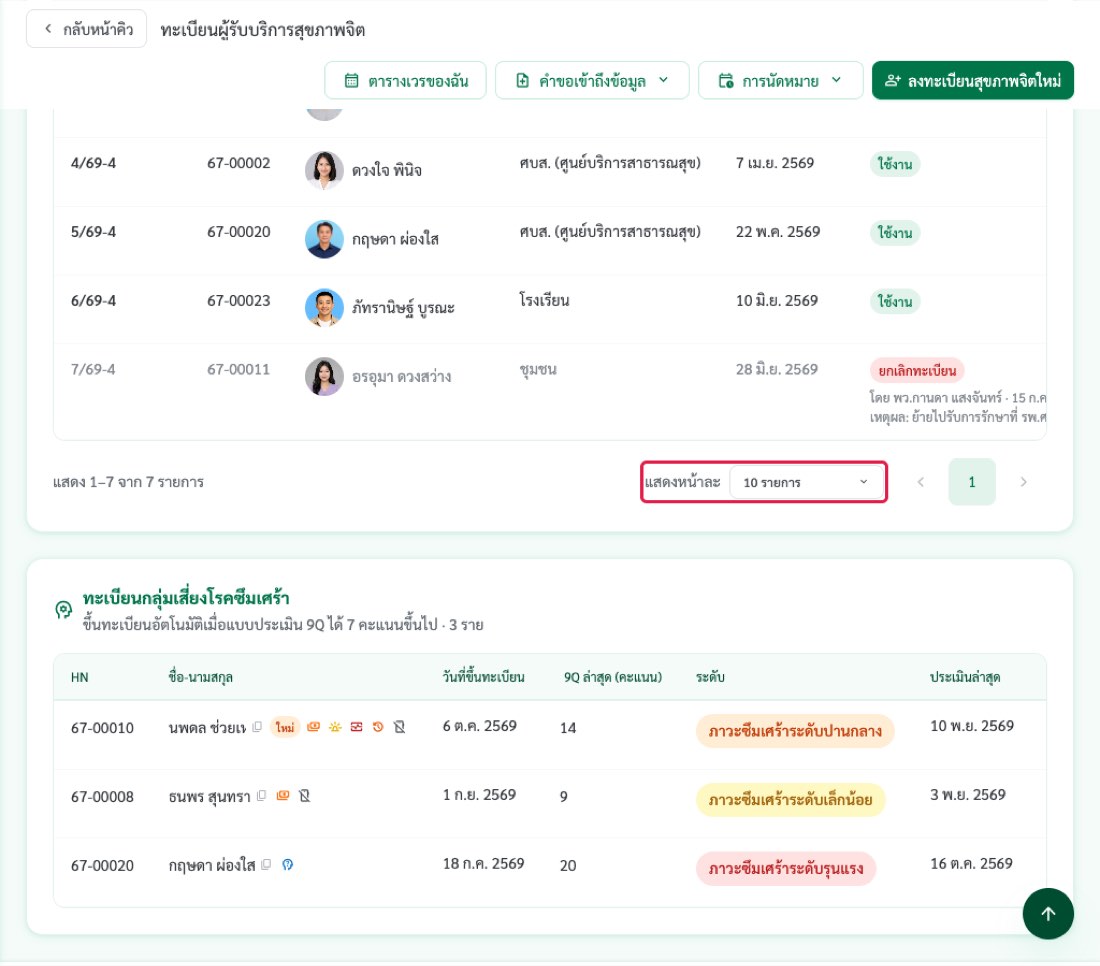 กลับหน้าคิว ทะเบียนผู้รับบริการสุขภาพจิต
ตารางเวรของฉัน คำขอเข้าถึงข้อมูล การนัดหมาย ลงทะเบียนสุขภาพจิตใหม่
4/69-4 67-00002 ดวงใจ พินิจ ศบส. (ศูนย์บริการสาธารณสุข) 7 เม.ย. 2569 ใช้งาน
5/69-4 67-00020 กฤษดา ผ่องใส ศบส. (ศูนย์บริการสาธารณสุข) 22 พ.ค. 2569 ใช้งาน
6/69-4 67-00023 ภัทรานิษฐ์ บูรณะ โรงเรียน 10 มิ.ย. 2569 ใช้งาน
7/69-4 67-00011 อรอุมา ดวงสว่าง ชุมชน 28 มิ.ย. 2569 ยกเลิกทะเบียน
โดย พว.กานดา แสงจันทร์ · 15 ก.ค
เหตุผล: ย้ายไปรับการรักษาที่ รพ.ศ
แสดง 1–7 จาก 7 รายการ แสดงหน้าละ 10 รายการ 1
ทะเบียนกลุ่มเสี่ยงโรคซึมเศร้า
ขึ้นทะเบียนอัตโนมัติเมื่อแบบประเมิน 9Q ได้ 7 คะแนนขึ้นไป · 3 ราย
HN ชื่อ-นามสกุล วันที่ขึ้นทะเบียน 9Q ล่าสุด (คะแนน) ระดับ ประเมินล่าสุด
67-00010 นพดล ช่วยเ ใหม่ 6 ต.ค. 2569 14 ภาวะซึมเศร้าระดับปานกลาง 10 พ.ย. 2569
67-00008 ธนพร สุนทรา 1 ก.ย. 2569 9 ภาวะซึมเศร้าระดับเล็กน้อย 3 พ.ย. 2569
67-00020 กฤษดา ผ่องใส 18 ก.ค. 2569 20 ภาวะซึมเศร้าระดับรุนแรง 16 ต.ค. 2569